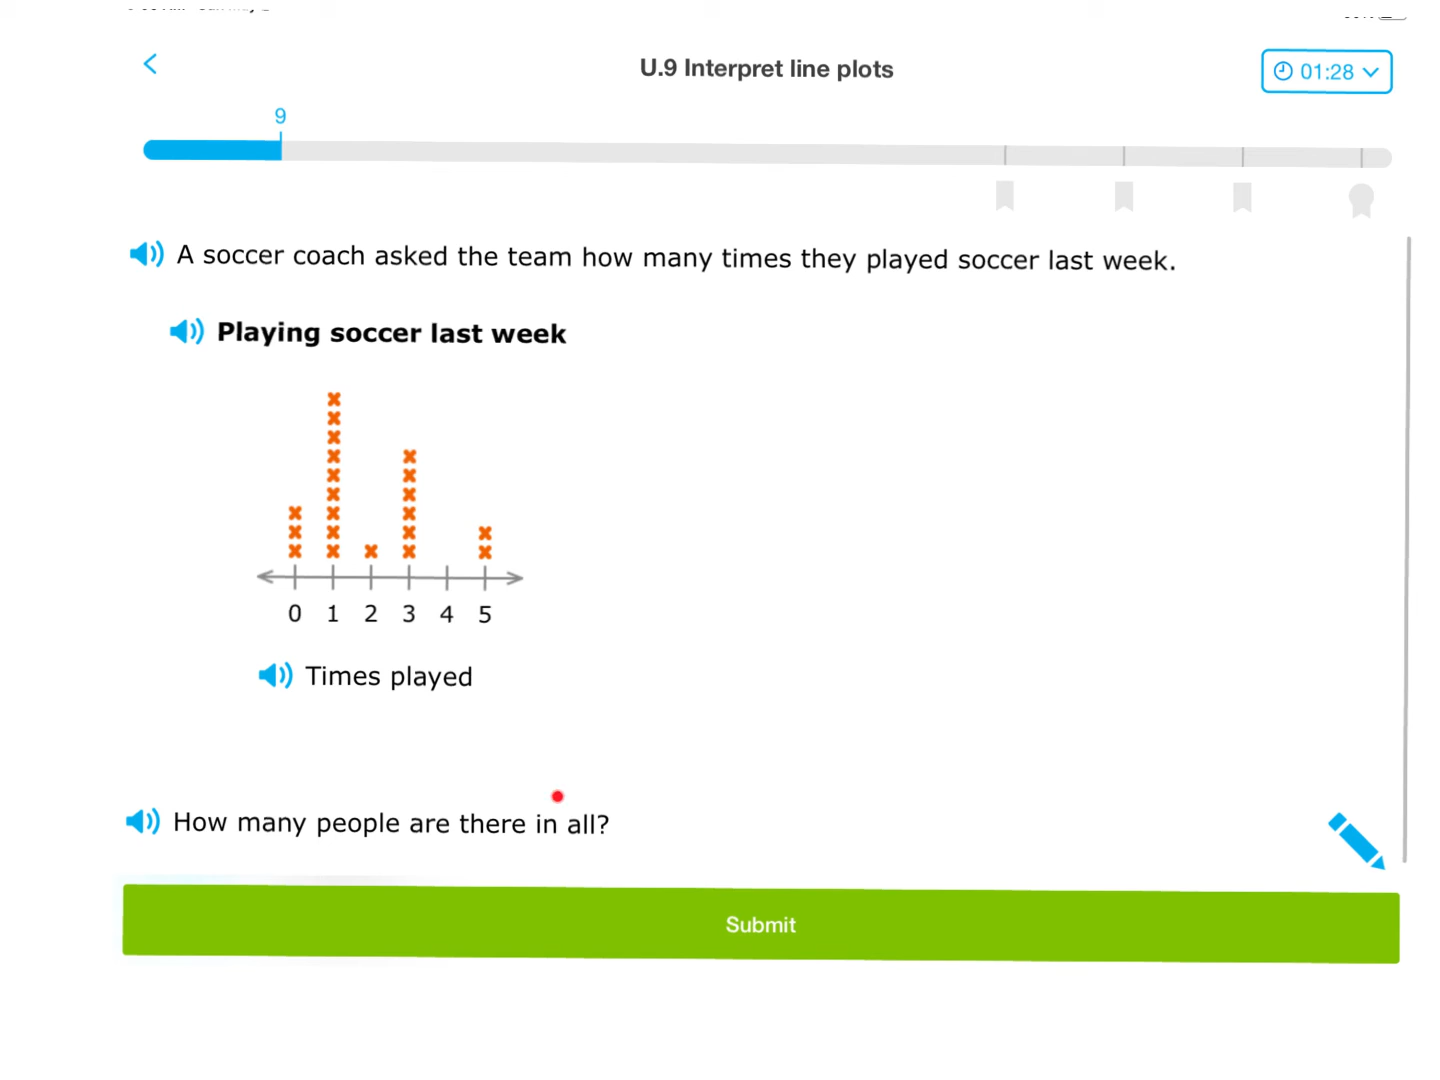 U.9 Interpret line plots
01:28
9
A soccer coach asked the team how many times they played soccer last week.
Playing soccer last week
0 1 2 3 4 5
Times played
How many people are there in all?
Submit